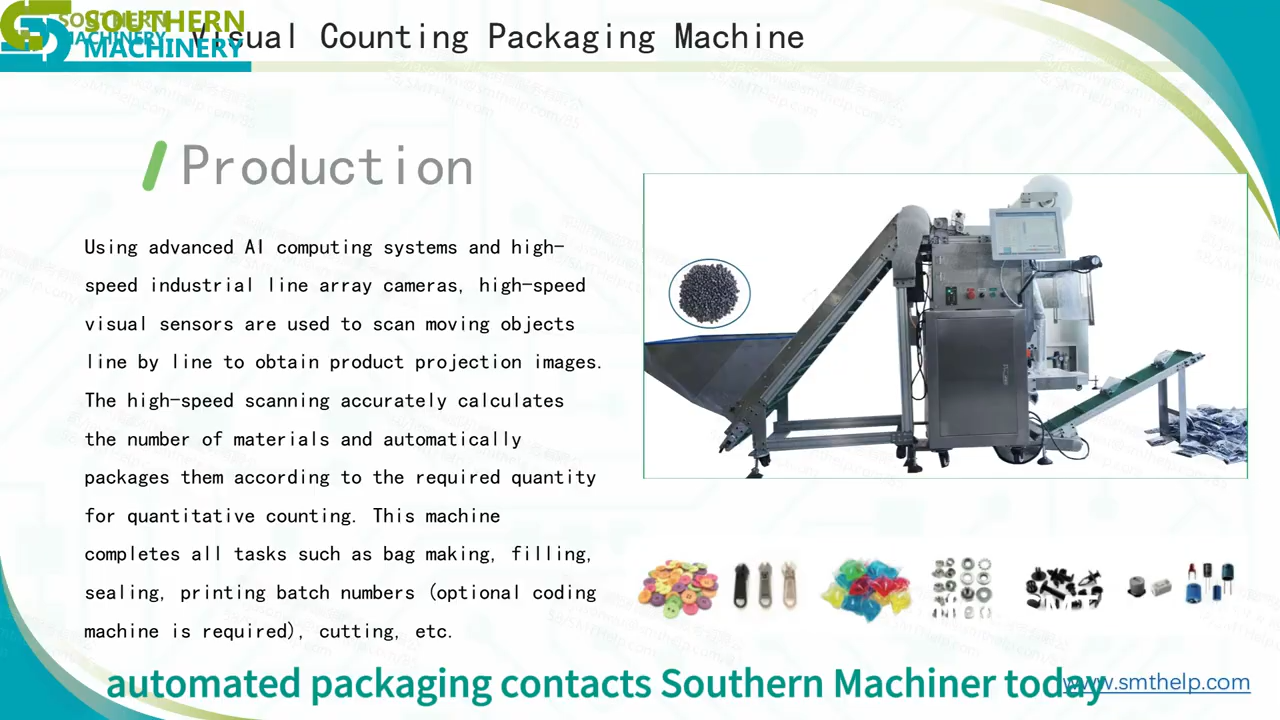 SOUTHERN
MACHINERY
Visual Counting Packaging Machine
Production
Using advanced AI computing systems and high-
speed industrial line array cameras, high-speed
visual sensors are used to scan moving objects
line by line to obtain product projection images.
The high-speed scanning accurately calculates
the number of materials and automatically
packages them according to the required quantity
for quantitative counting. This machine
completes all tasks such as bag making, filling,
sealing, printing batch numbers (optional coding
machine is required), cutting, etc.
automated packaging contacts Southern Machiner today
www.smthelp.com